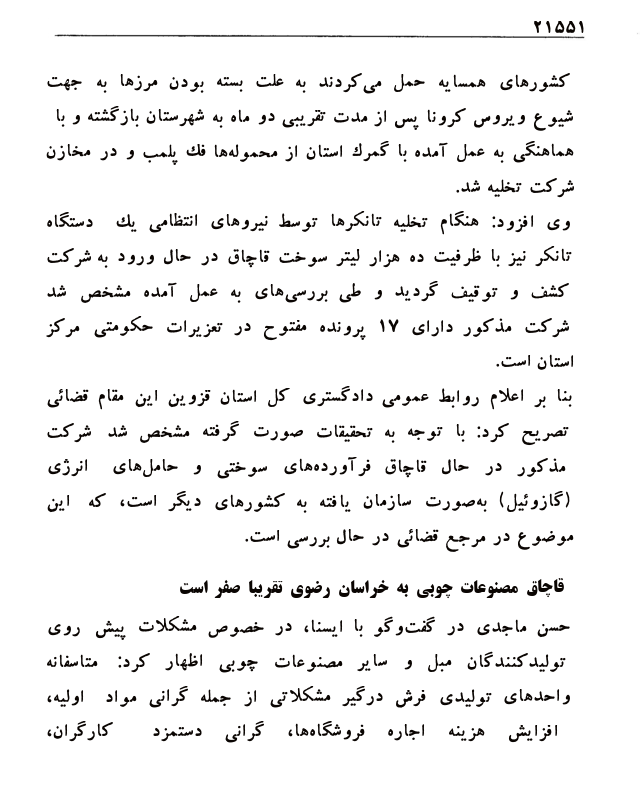 ۲۱۵۵۱
کشورهای همسایه حمل می‌کردند به علت بسته بودن مرزها به جهت
شیوع ویروس کرونا پس از مدت تقریبی دو ماه به شهرستان بازگشته و با
هماهنگی به عمل آمده با گمرك استان از محموله‌ها فك پلمب و در مخازن
شرکت تخلیه شد.
وی افزود: هنگام تخلیه تانکرها توسط نیروهای انتظامی یك دستگاه
تانکر نیز با ظرفیت ده هزار لیتر سوخت قاچاق در حال ورود به شرکت
کشف و توقیف گردید و طی بررسی‌های به عمل آمده مشخص شد
شرکت مذکور دارای ۱۷ پرونده مفتوح در تعزیرات حکومتی مرکز
استان است.
بنا بر اعلام روابط عمومی دادگستری کل استان قزوین این مقام قضائی
تصریح کرد: با توجه به تحقیقات صورت گرفته مشخص شد شرکت
مذکور در حال قاچاق فرآورده‌های سوختی و حامل‌های انرژی
(گازوئیل) به‌صورت سازمان یافته به کشورهای دیگر است، که این
موضوع در مرجع قضائی در حال بررسی است.
قاچاق مصنوعات چوبی به خراسان رضوی تقریبا صفر است
حسن ماجدی در گفت‌وگو با ایسنا، در خصوص مشکلات پیش روی
تولیدکنندگان مبل و سایر مصنوعات چوبی اظهار کرد: متاسفانه
واحدهای تولیدی فرش درگیر مشکلاتی از جمله گرانی مواد اولیه،
افزایش هزینه اجاره فروشگاه‌ها، گرانی دستمزد کارگران،